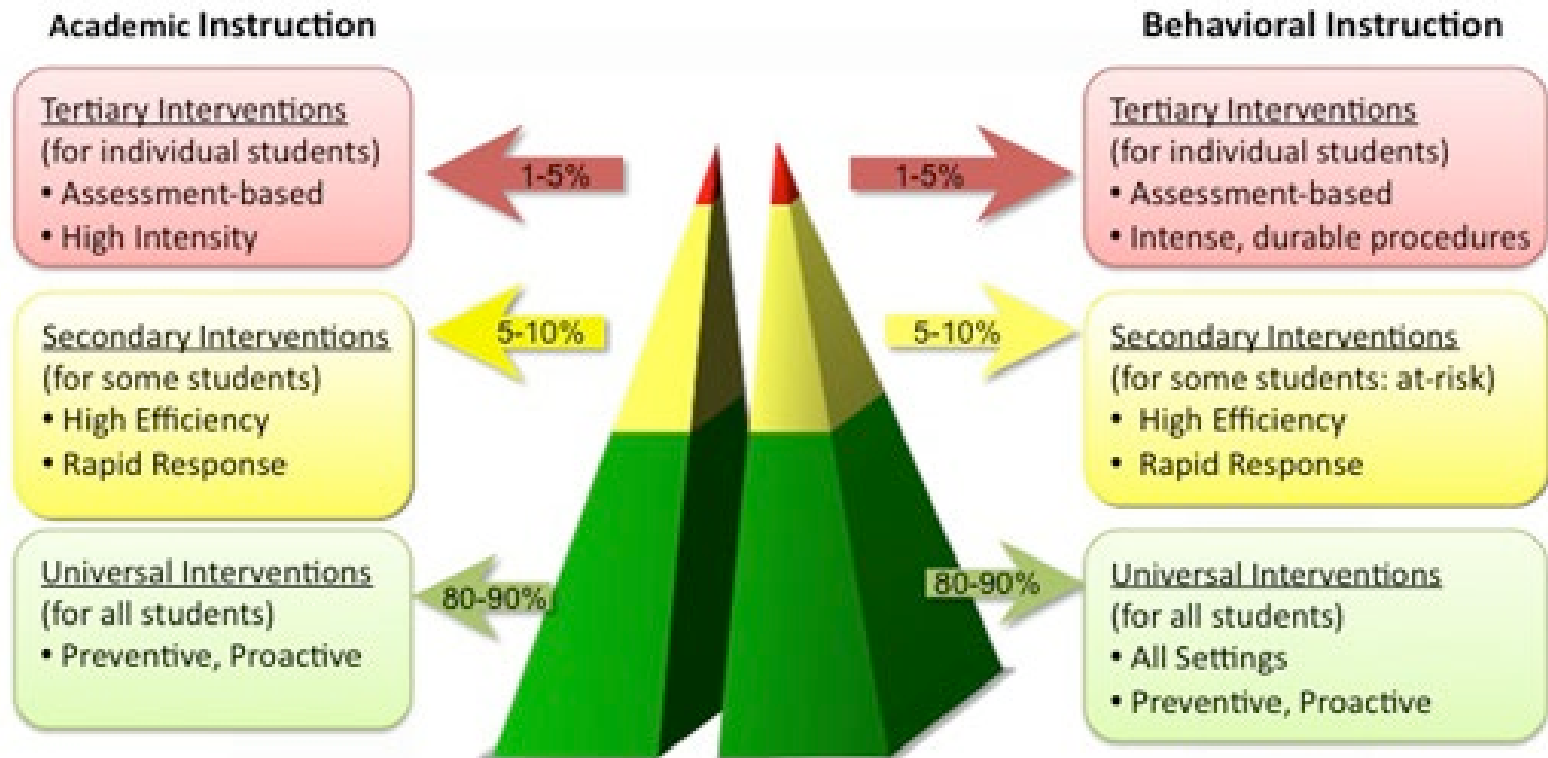 Academic Instruction
Tertiary Interventions
(for individual students)
• Assessment-based
• High Intensity
1-5%
Secondary Interventions
(for some students)
• High Efficiency
• Rapid Response
5-10%
Universal Interventions
(for all students)
• Preventive, Proactive
80-90%
Behavioral Instruction
1-5%
Tertiary Interventions
(for individual students)
• Assessment-based
• Intense, durable procedures
5-10%
Secondary Interventions
(for some students: at-risk)
• High Efficiency
• Rapid Response
80-90%
Universal Interventions
(for all students)
• All Settings
• Preventive, Proactive